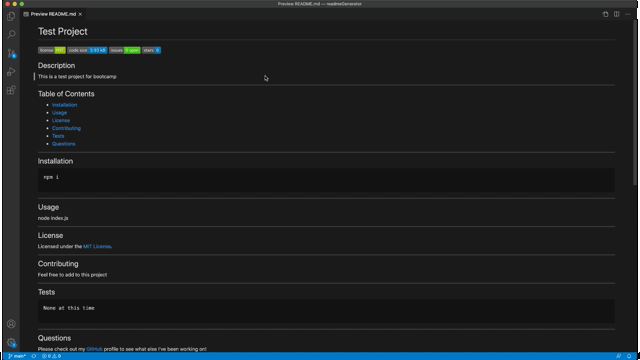 Preview README.md — readmeGenerator
Preview README.md
Test Project
license MIT code size 5.93 kB issues 0 open stars 0
Description
This is a test project for bootcamp
Table of Contents
Installation
Usage
License
Contributing
Tests
Questions
Installation
npm i
Usage
node index.js
License
Licensed under the MIT License.
Contributing
Feel free to add to this project
Tests
None at this time
Questions
Please check out my GitHub profile to see what else I've been working on!
main* 0 0